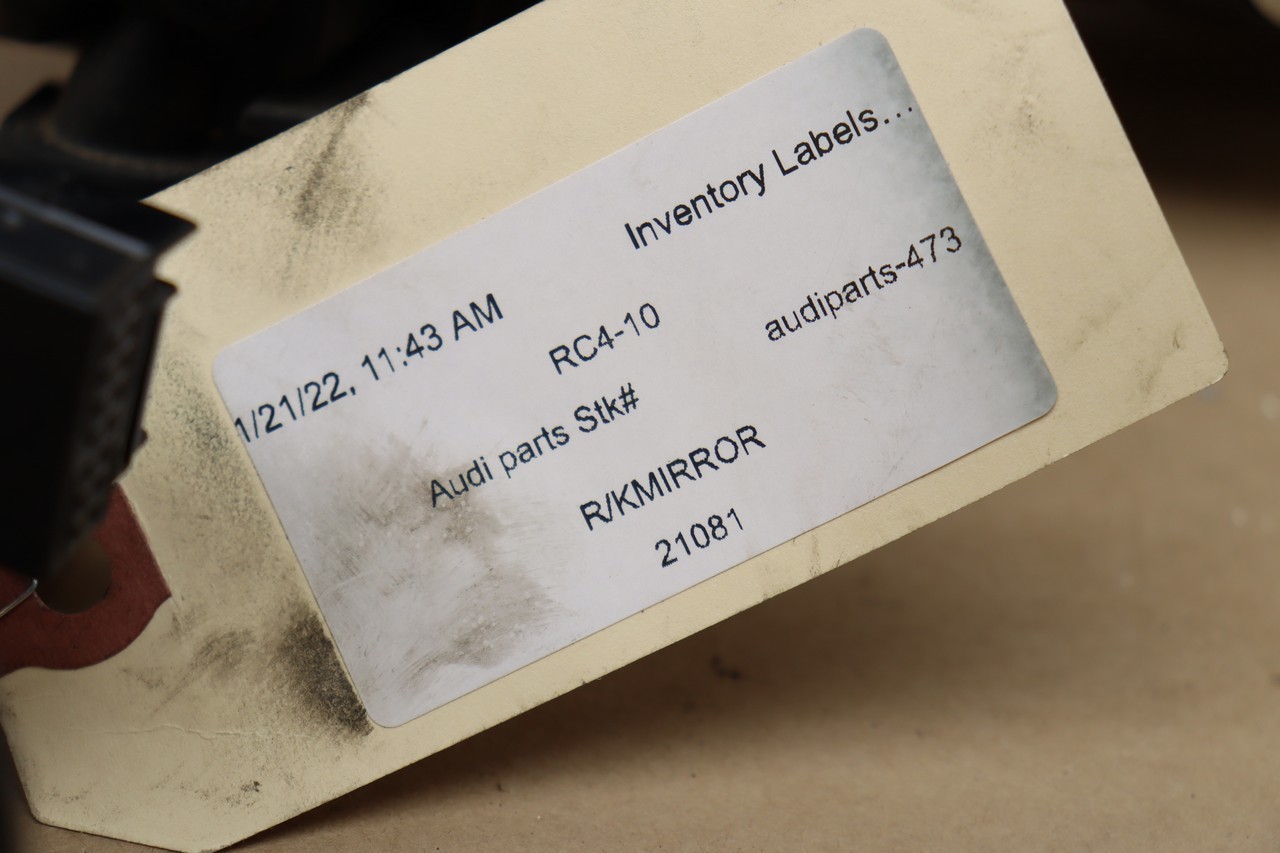 1/21/22, 11:43 AM
Inventory Labels...
RC4-10
audiparts-473
Audi parts Stk#
R/KMIRROR
21081